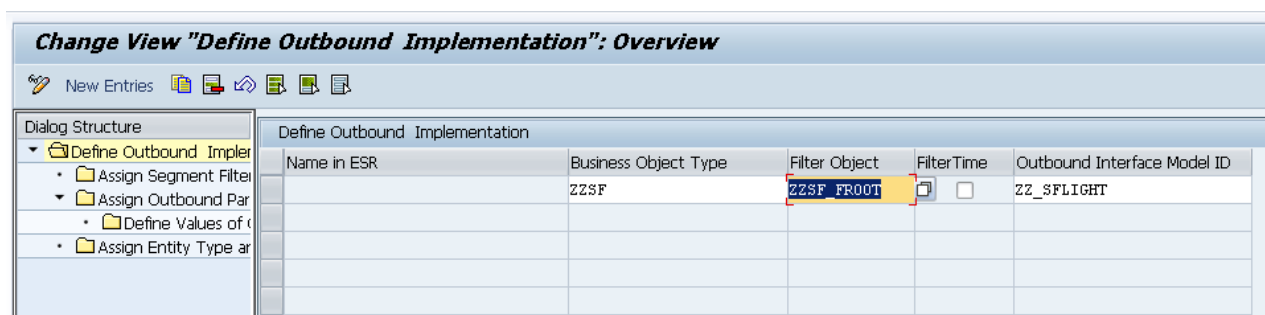 Change View "Define Outbound Implementation": Overview
New Entries
Dialog Structure
Define Outbound Impler
Assign Segment Filter
Assign Outbound Par
Define Values of
Assign Entity Type ar
Define Outbound Implementation
Name in ESR Business Object Type Filter Object FilterTime Outbound Interface Model ID
ZZSF ZZSF_FROOT ZZ_SFLIGHT